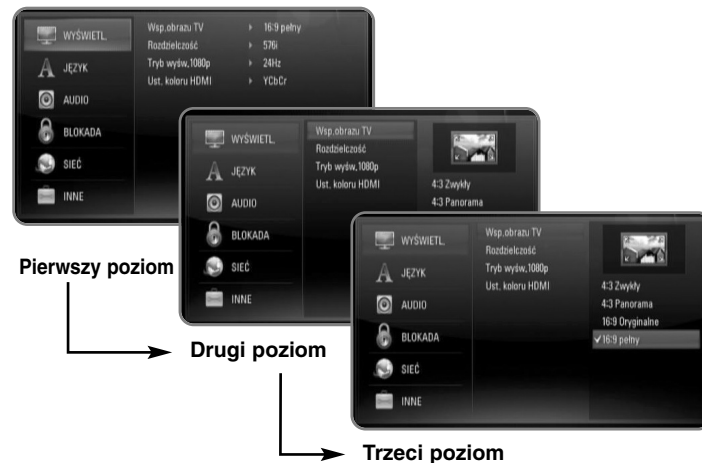 WYŚWIETL.
JĘZYK
AUDIO
BLOKADA
SIEĆ
INNE
Wsp.obrazu TV 16:9 pełny
Rozdzielczość 576i
Tryb wyśw.1080p 24Hz
Ust. koloru HDMI YCbCr
Pierwszy poziom
WYŚWIETL.
JĘZYK
AUDIO
BLOKADA
SIEĆ
INNE
Wsp.obrazu TV
Rozdzielczość
Tryb wyśw.1080p
Ust. koloru HDMI
4:3 Zwykły
4:3 Panorama
Drugi poziom
WYŚWIETL.
JĘZYK
AUDIO
BLOKADA
SIEĆ
INNE
Wsp.obrazu TV
Rozdzielczość
Tryb wyśw.1080p
Ust. koloru HDMI
4:3 Zwykły
4:3 Panorama
16:9 Oryginalne
✓16:9 pełny
Trzeci poziom